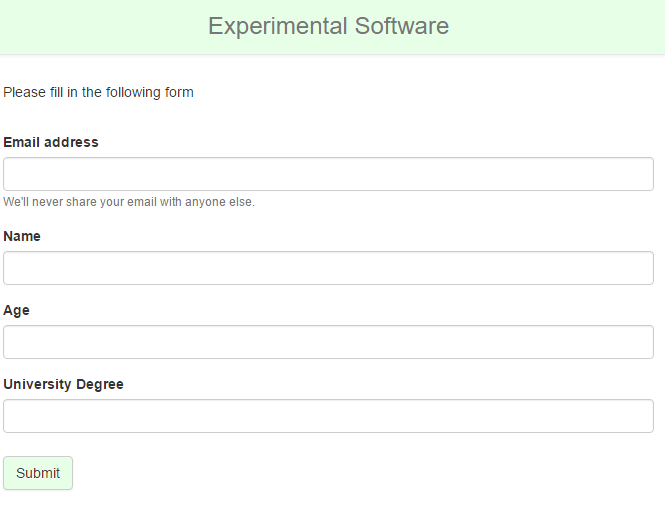 Experimental Software
Please fill in the following form
Email address
We'll never share your email with anyone else.
Name
Age
University Degree
Submit